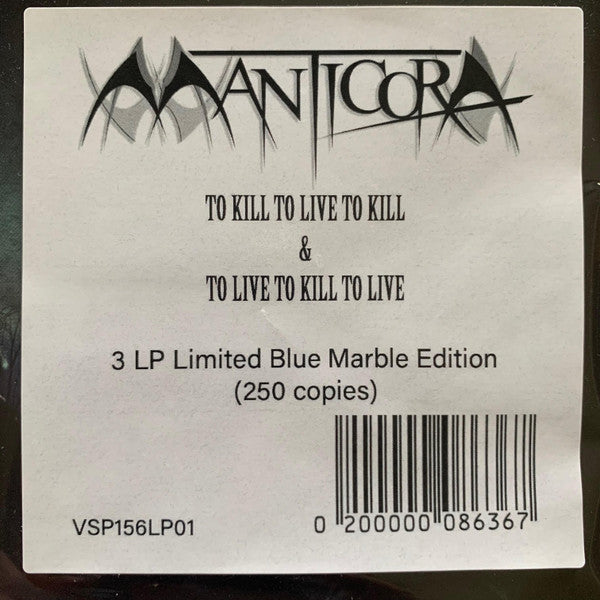 MANTICORA
TO KILL TO LIVE TO KILL
&
TO LIVE TO KILL TO LIVE
3 LP Limited Blue Marble Edition
(250 copies)
VSP156LP01
0 200000 086367